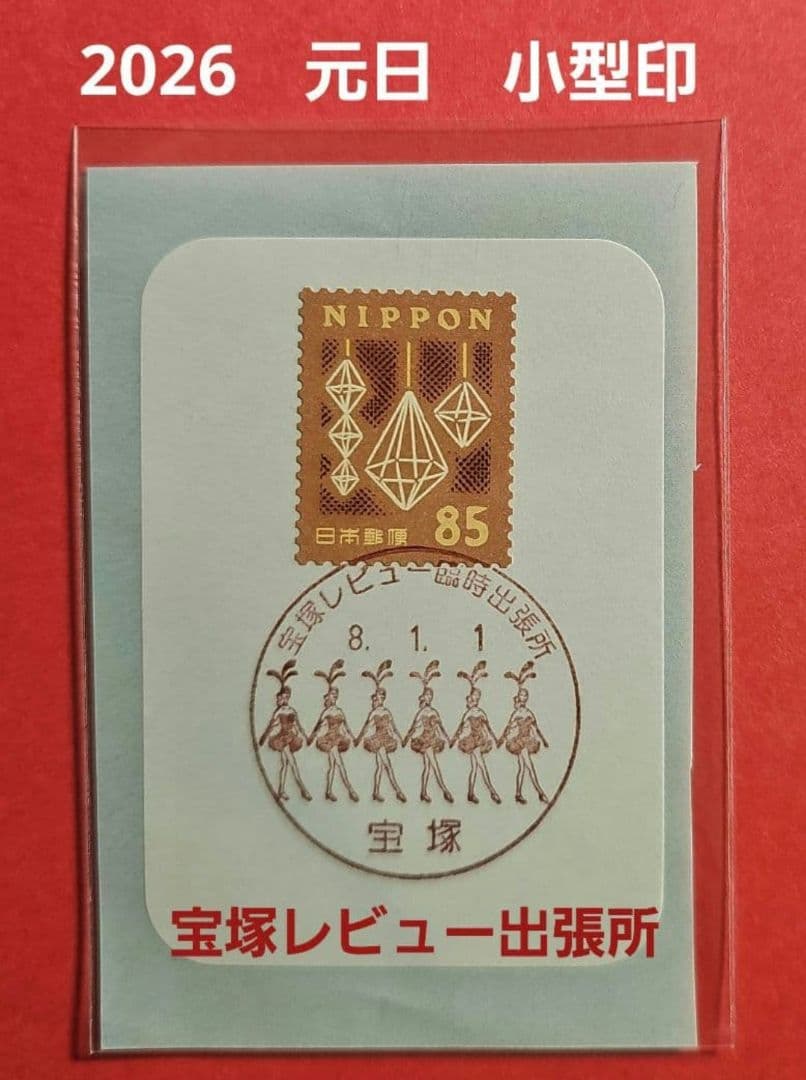 2026 元日 小型印
NIPPON
日本郵便 85
宝塚レビュー臨時出張所
8. 1. 1
宝塚
宝塚レビュー出張所